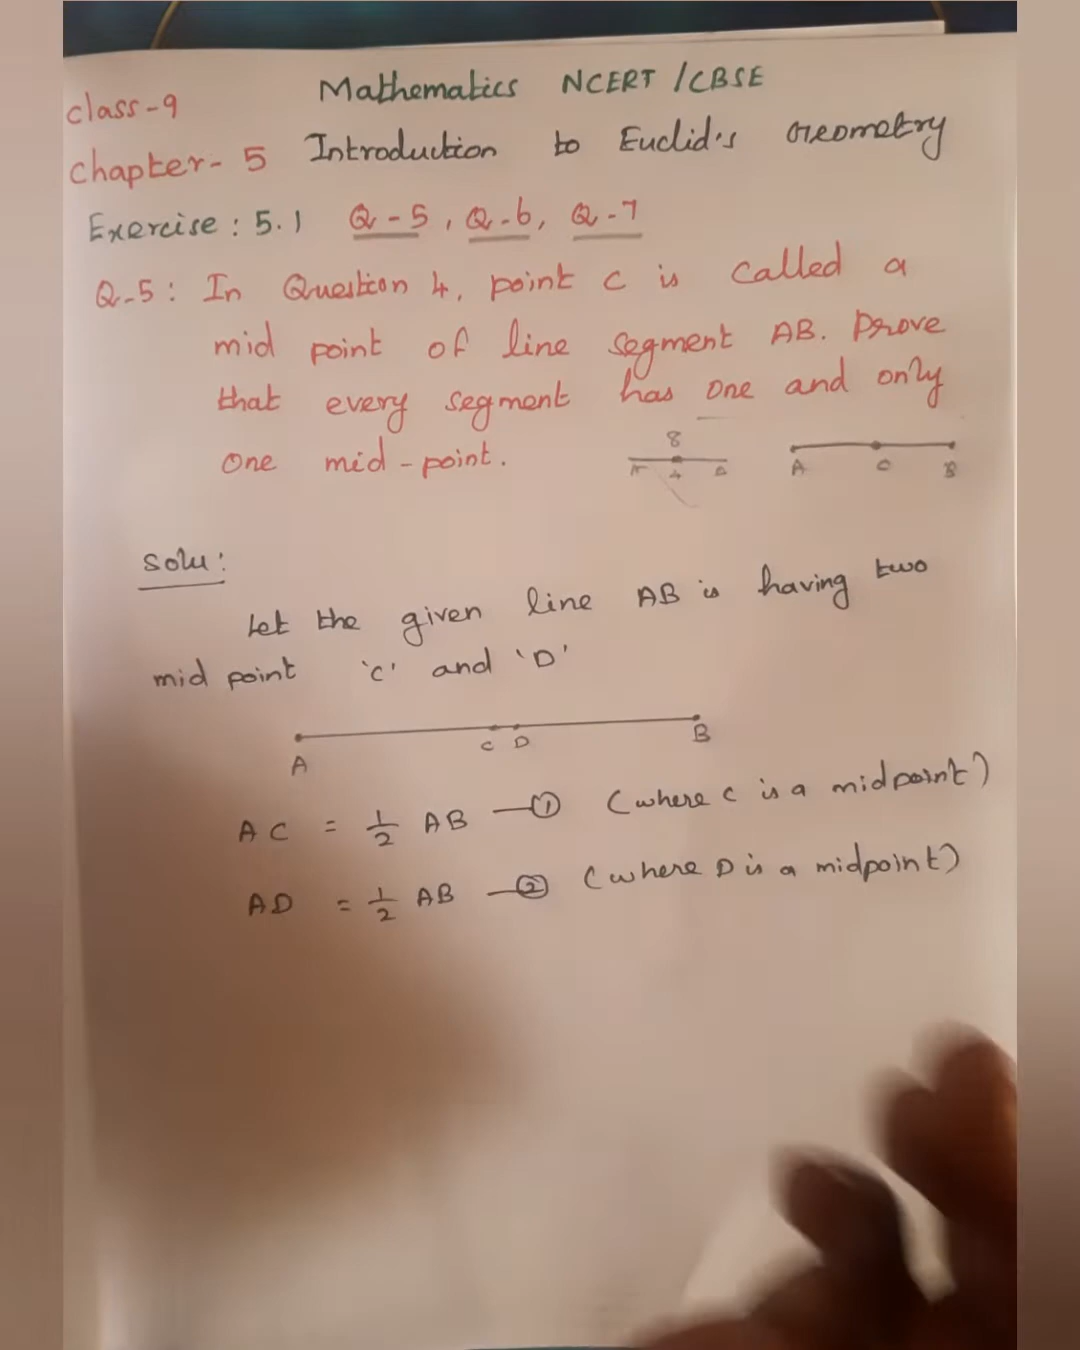 Mathematics NCERT / CBSE
class-9
Chapter- 5 Introduction to Euclid's Geometry
Exercise : 5.1 Q-5, Q-6, Q-7
Q-5 : In Question 4, point C is called a
mid point of line segment AB. Prove
that every segment has one and only
one mid-point.
8
4
A C B
Solu:
Let the given line AB is having two
mid point 'C' and 'D'
A C D B
AC = 1/2 AB —① (where C is a midpoint)
AD = 1/2 AB —② (where D is a midpoint)